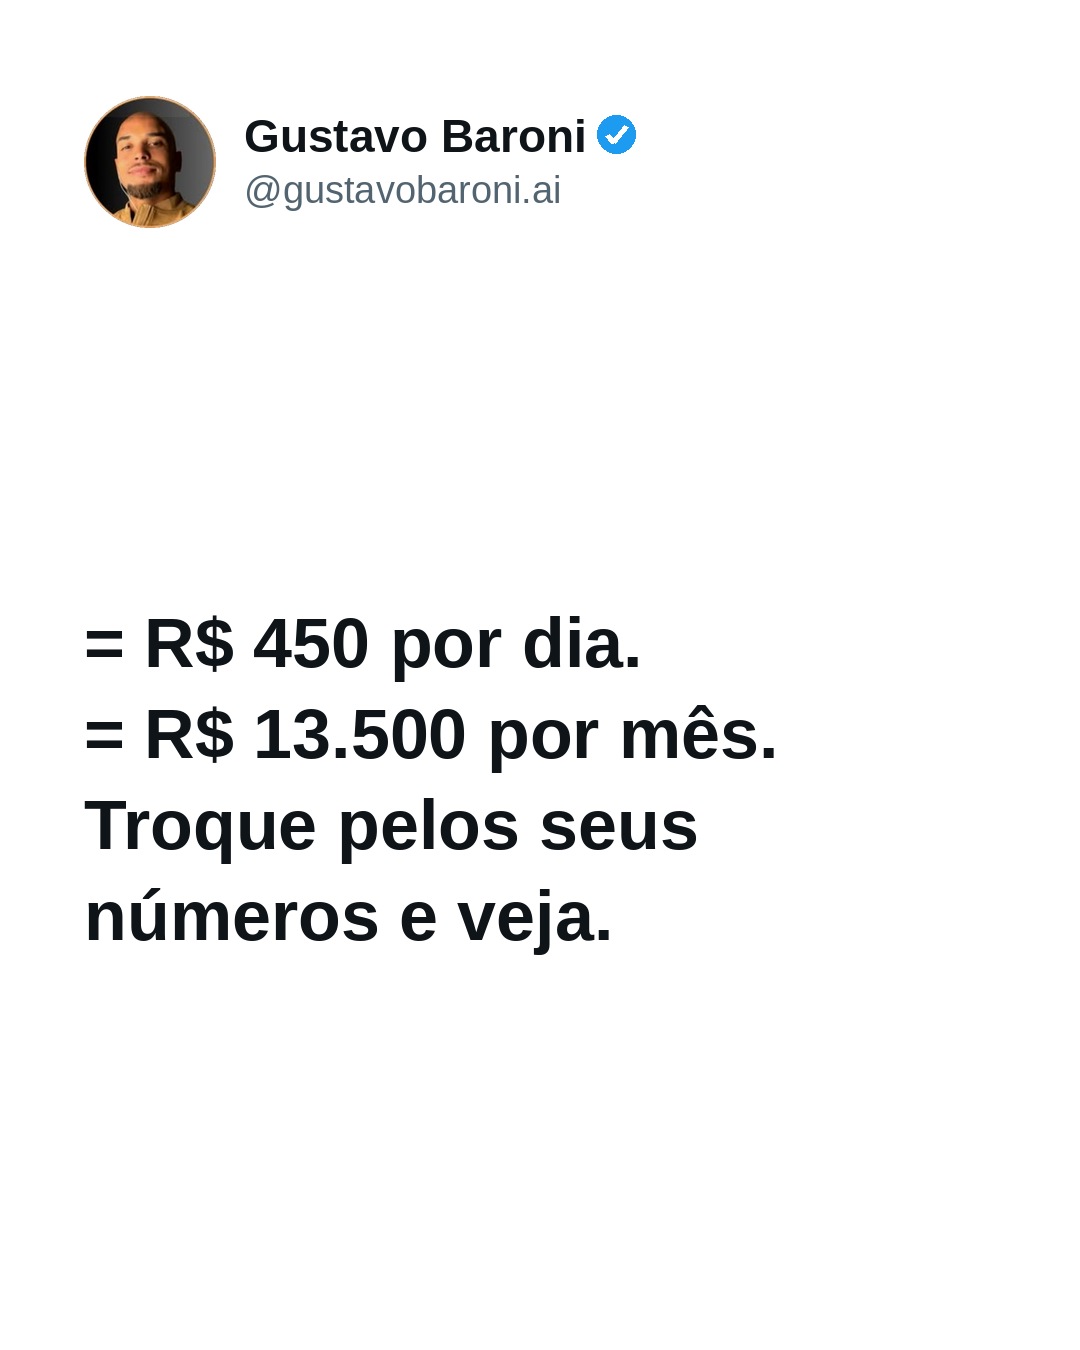 Gustavo Baroni
@gustavobaroni.ai
= R$ 450 por dia.
= R$ 13.500 por mês.
Troque pelos seus
números e veja.